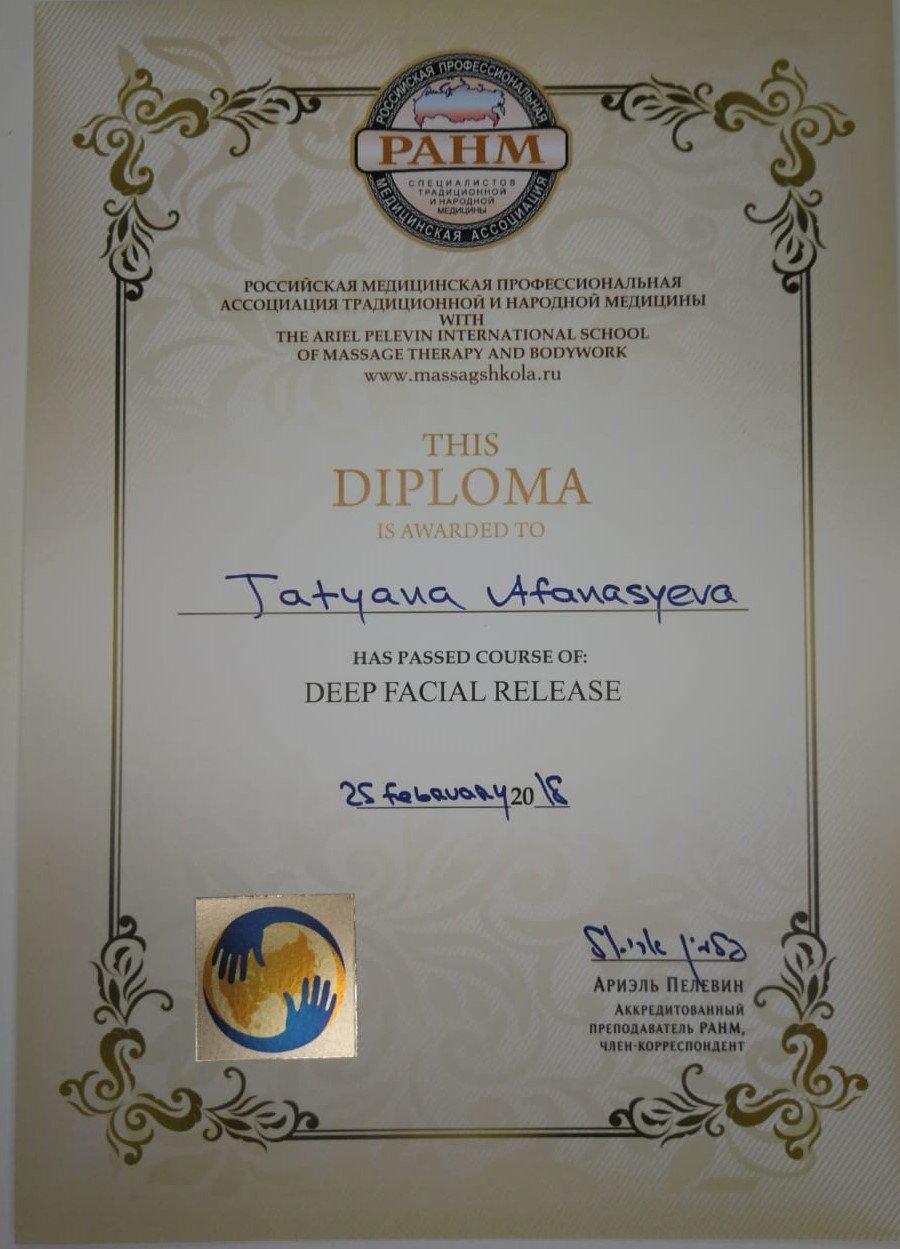 РОССИЙСКАЯ ПРОФЕССИОНАЛЬНАЯ
РАНМ
СПЕЦИАЛИСТОВ
ТРАДИЦИОННОЙ
И НАРОДНОЙ
МЕДИЦИНЫ
МЕДИЦИНСКАЯ АССОЦИАЦИЯ
РОССИЙСКАЯ МЕДИЦИНСКАЯ ПРОФЕССИОНАЛЬНАЯ
АССОЦИАЦИЯ ТРАДИЦИОННОЙ И НАРОДНОЙ МЕДИЦИНЫ
WITH
THE ARIEL PELEVIN INTERNATIONAL SCHOOL
OF MASSAGE THERAPY AND BODYWORK
www.massagshkola.ru
THIS
DIPLOMA
IS AWARDED TO
Tatyana Afanasyeva
HAS PASSED COURSE OF:
DEEP FACIAL RELEASE
25 february 2018
АРИЭЛЬ ПЕЛЕВИН
АККРЕДИТОВАННЫЙ
ПРЕПОДАВАТЕЛЬ РАНМ,
ЧЛЕН-КОРРЕСПОНДЕНТ